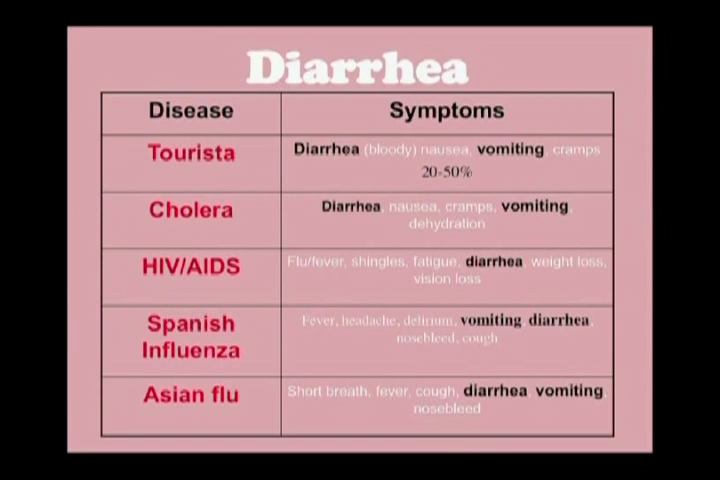 Diarrhea
Disease Symptoms
Tourista Diarrhea (bloody) nausea, vomiting, cramps
20-50%
Cholera Diarrhea, nausea, cramps, vomiting
dehydration
HIV/AIDS Flu/fever, shingles, fatigue, diarrhea, weight loss,
vision loss
Spanish Fever, headache, delirium, vomiting diarrhea,
Influenza nosebleed, cough
Asian flu Short breath, fever, cough, diarrhea vomiting,
nosebleed